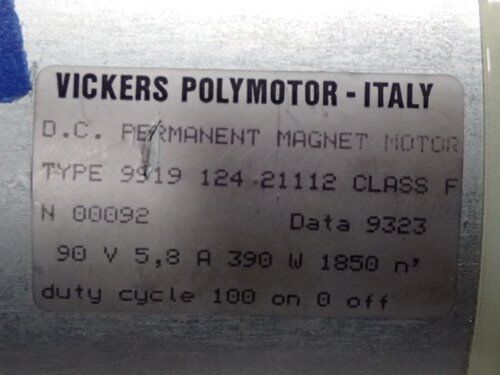 VICKERS POLYMOTOR - ITALY
D.C. PERMANENT MAGNET MOTOR
TYPE 9919 124 21112 CLASS F
N 00092 Data 9323
90 V 5,8 A 390 W 1850 n'
duty cycle 100 on 0 off